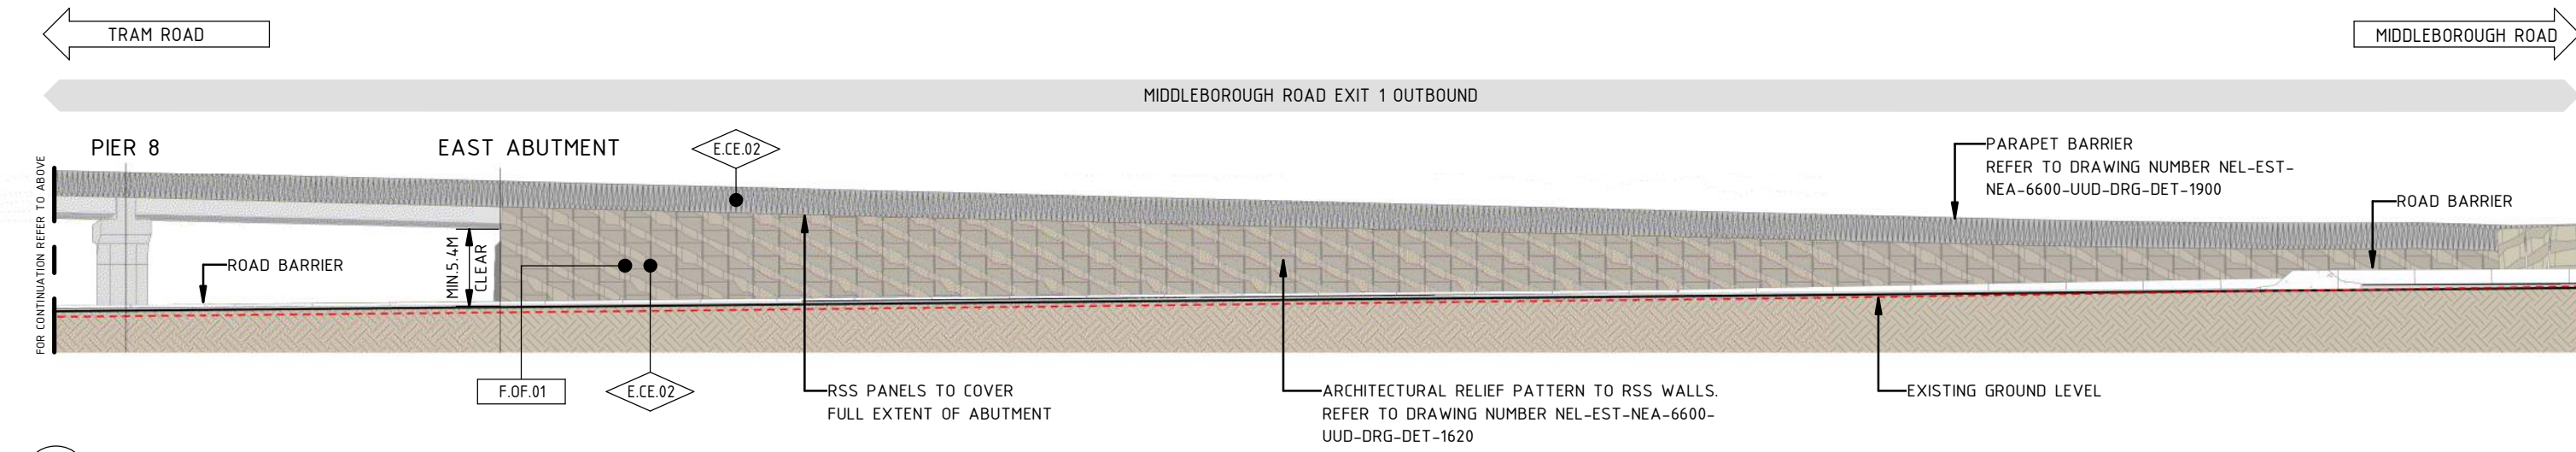 TRAM ROAD
MIDDLEBOROUGH ROAD
MIDDLEBOROUGH ROAD EXIT 1 OUTBOUND
PIER 8
EAST ABUTMENT
E.CE.02
PARAPET BARRIER
REFER TO DRAWING NUMBER NEL-EST-
NEA-6600-UUD-DRG-DET-1900
ROAD BARRIER
FOR CONTINUATION REFER TO ABOVE
ROAD BARRIER
MIN.5.4M
CLEAR
F.OF.01
E.CE.02
RSS PANELS TO COVER
FULL EXTENT OF ABUTMENT
ARCHITECTURAL RELIEF PATTERN TO RSS WALLS.
REFER TO DRAWING NUMBER NEL-EST-NEA-6600-
UUD-DRG-DET-1620
EXISTING GROUND LEVEL